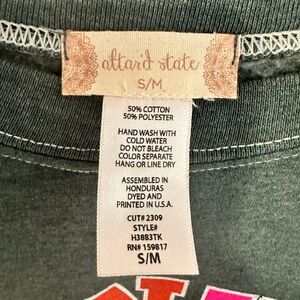 altar'd state
S/M
50% COTTON
50% POLYESTER
HAND WASH WITH
COLD WATER
DO NOT BLEACH
COLOR SEPARATE
HANG OR LINE DRY
ASSEMBLED IN
HONDURAS
DYED AND
PRINTED IN U.S.A.
CUT# 2309
STYLE#
H3883TK
RN# 159817
S/M